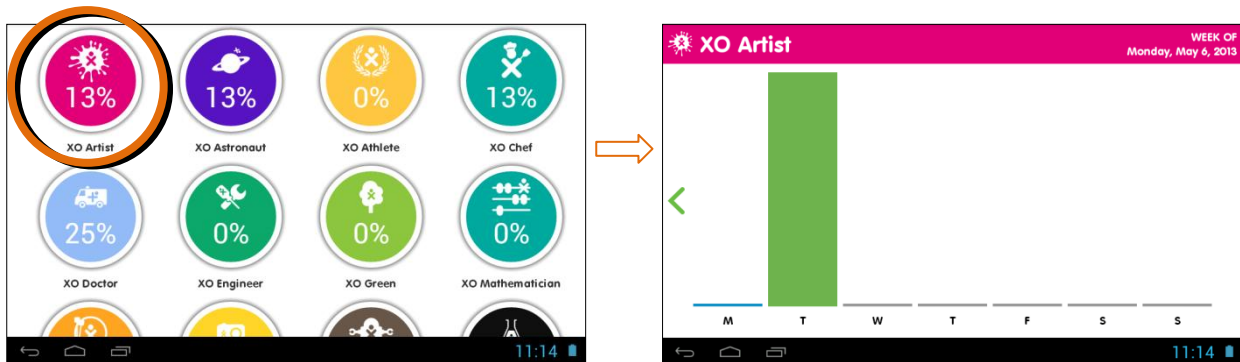 13% 13% 0% 13%
XO Artist XO Astronaut XO Athlete XO Chef
25% 0% 0% 0%
XO Doctor XO Engineer XO Green XO Mathematician
11:14
XO Artist
WEEK OF
Monday, May 6, 2013
M T W T F S S
11:14